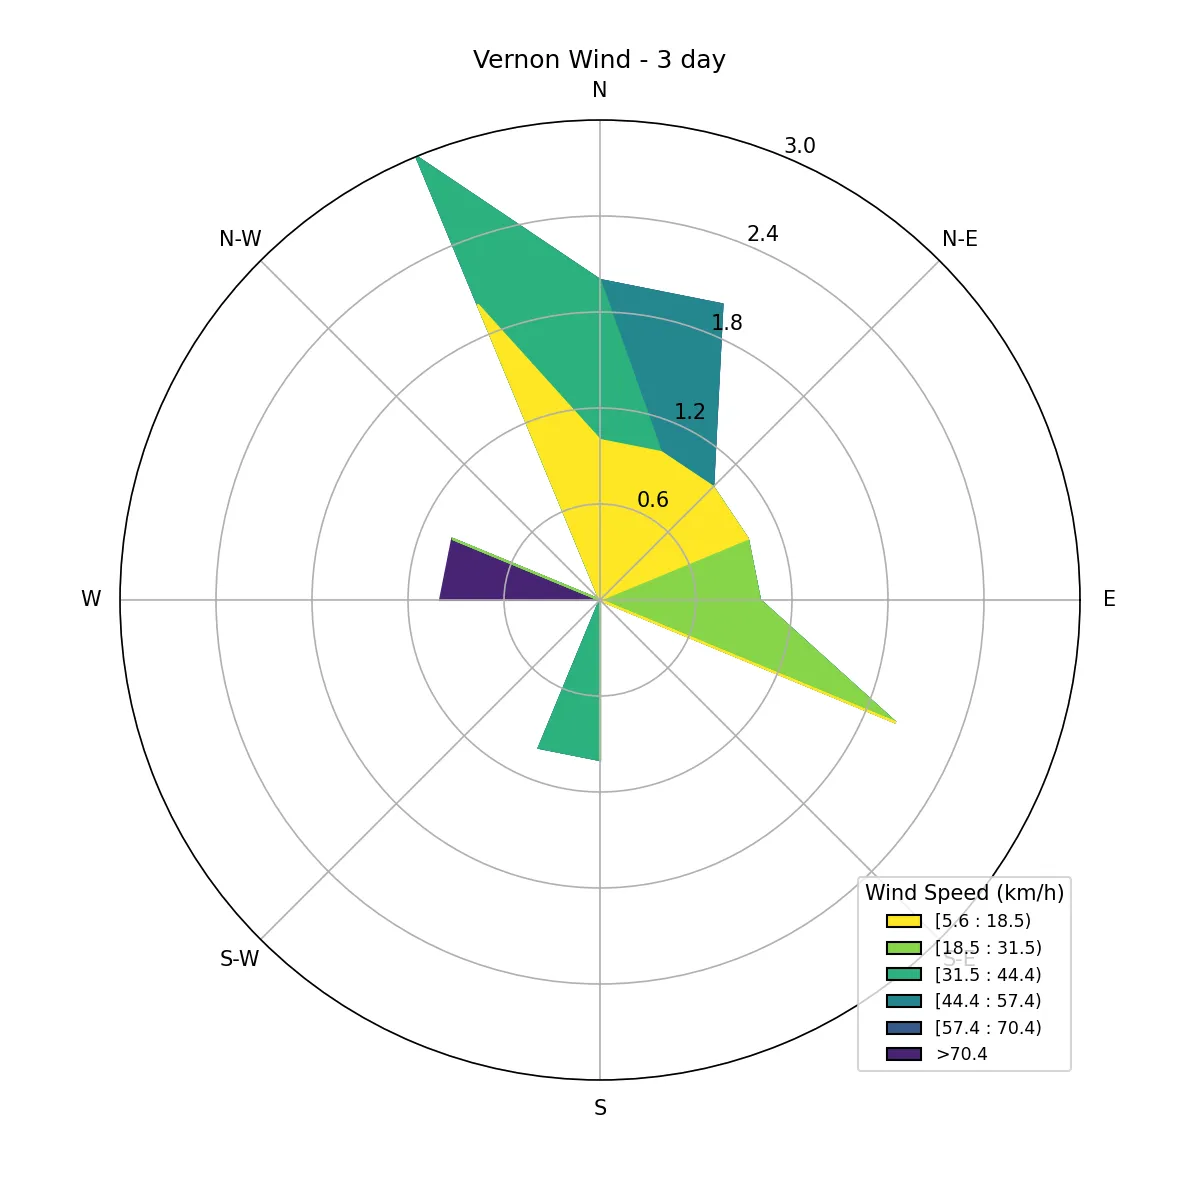 Vernon Wind - 3 day
N
3.0
N-W
2.4
N-E
1.8
1.2
0.6
W
E
Wind Speed (km/h)
[5.6 : 18.5)
[18.5 : 31.5)
S-W
S-E
[31.5 : 44.4)
[44.4 : 57.4)
[57.4 : 70.4)
>70.4
S